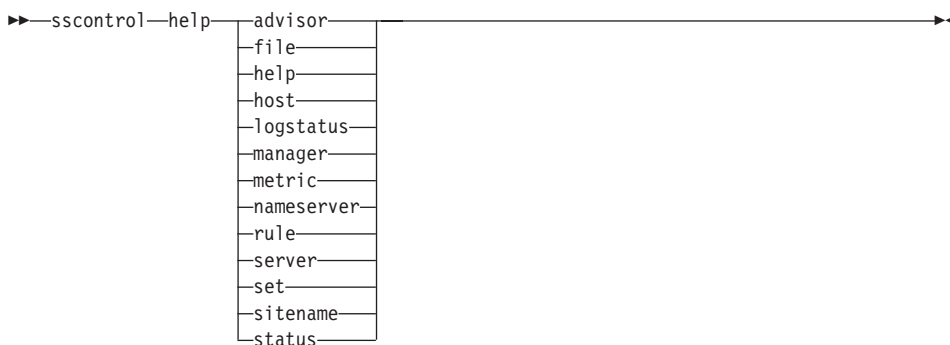 sscontrol help advisor
file
help
host
logstatus
manager
metric
nameserver
rule
server
set
sitename
status